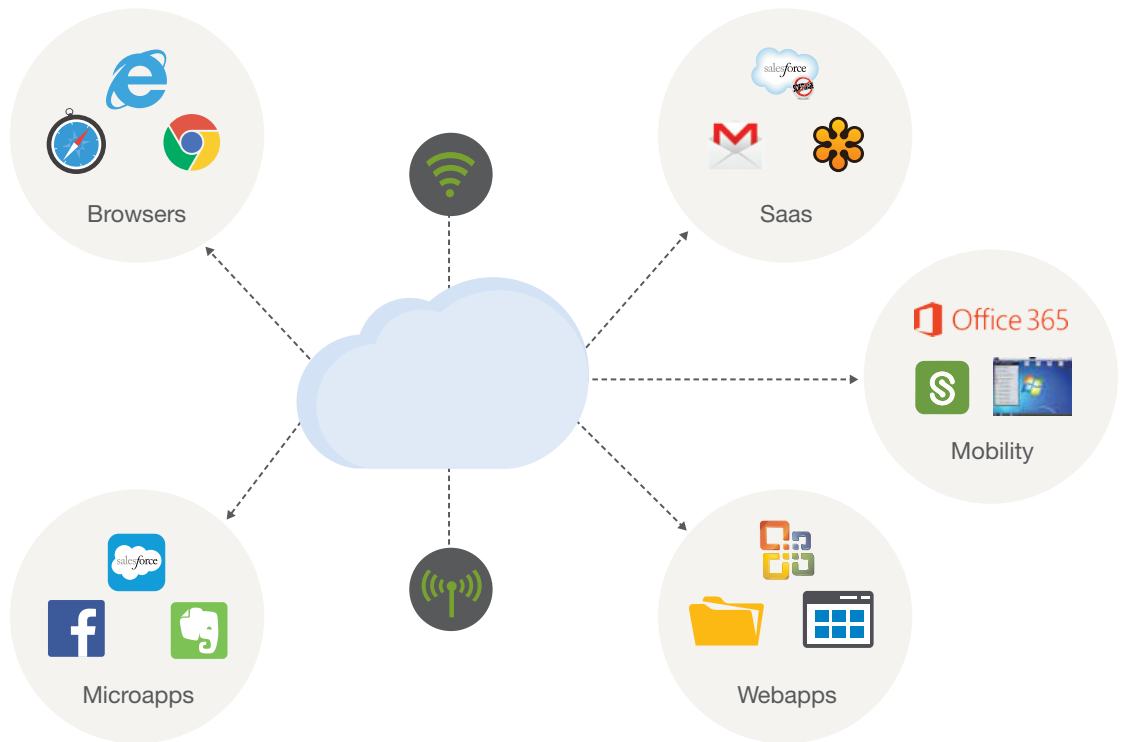 Browsers
salesforce
Saas
Office 365
Mobility
salesforce
Microapps
Webapps